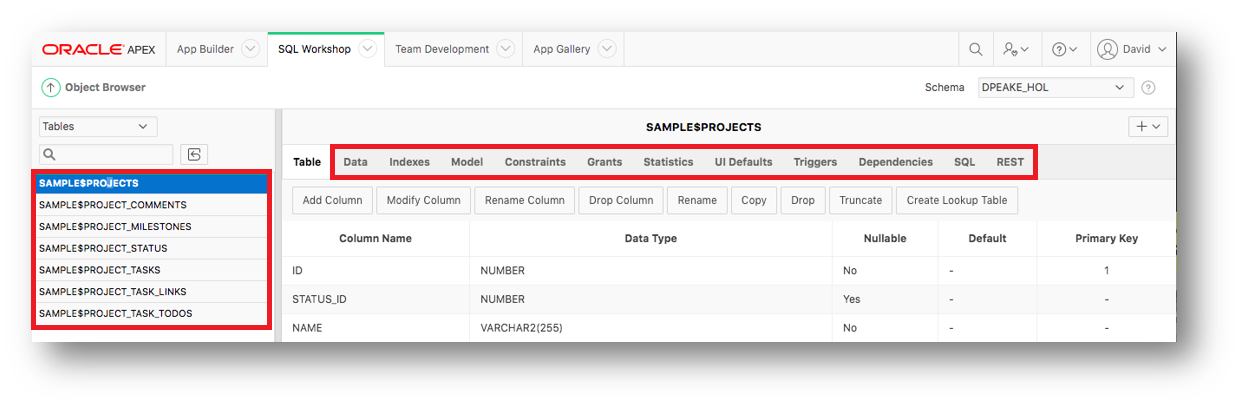 ORACLE APEX App Builder SQL Workshop Team Development App Gallery David
Object Browser Schema DPEAKE_HOL
Tables
SAMPLE$PROJECTS
Table Data Indexes Model Constraints Grants Statistics UI Defaults Triggers Dependencies SQL REST
SAMPLE$PROJECTS
SAMPLE$PROJECT_COMMENTS
SAMPLE$PROJECT_MILESTONES
SAMPLE$PROJECT_STATUS
SAMPLE$PROJECT_TASKS
SAMPLE$PROJECT_TASK_LINKS
SAMPLE$PROJECT_TASK_TODOS
Add Column Modify Column Rename Column Drop Column Rename Copy Drop Truncate Create Lookup Table
Column Name Data Type Nullable Default Primary Key
ID NUMBER No - 1
STATUS_ID NUMBER Yes - -
NAME VARCHAR2(255) No - -